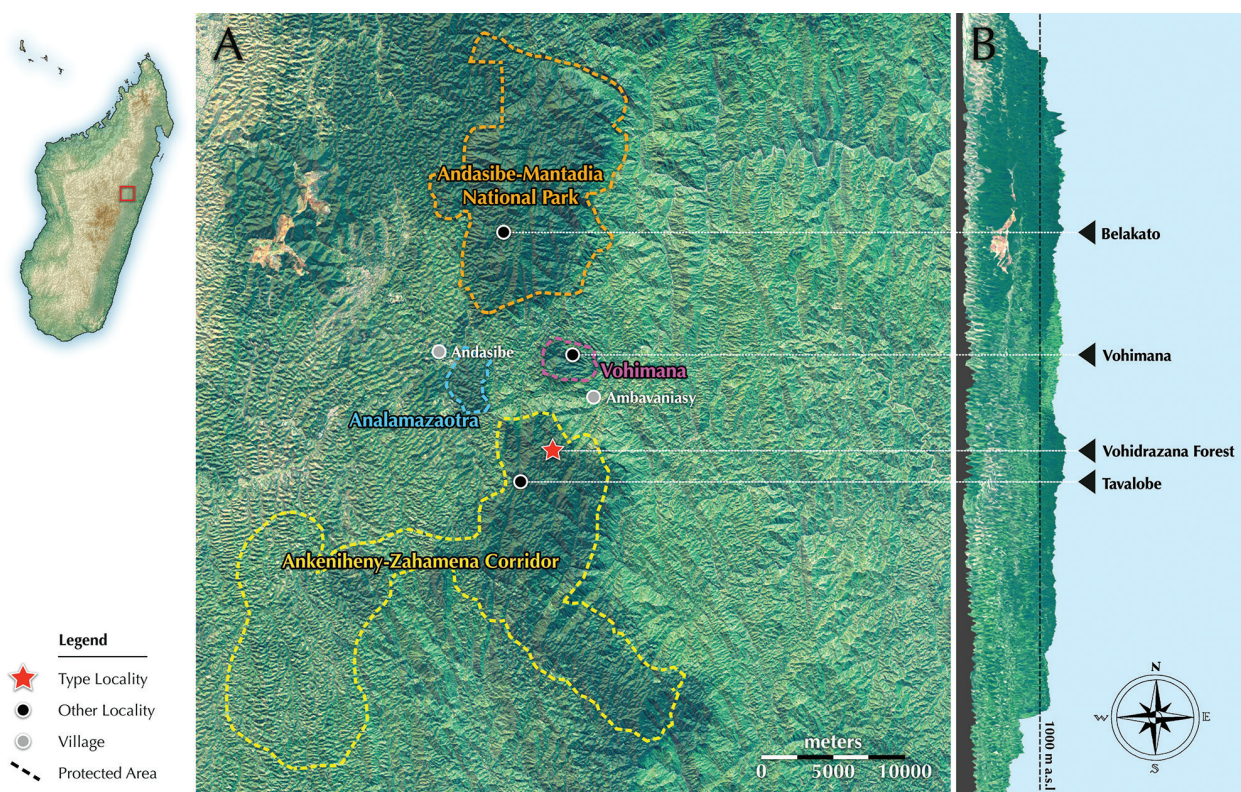 A
B
Andasibe-Mantadia
National Park
Belakato
Andasibe
Vohimana
Vohimana
Ambavaniasy
Analamazaotra
Vohidrazana Forest
Tavalobe
Ankeniheny-Zahamena Corridor
Legend
Type Locality
Other Locality
Village
Protected Area
meters
0 5000 10000
1000 m a.s.l
N
W E
S